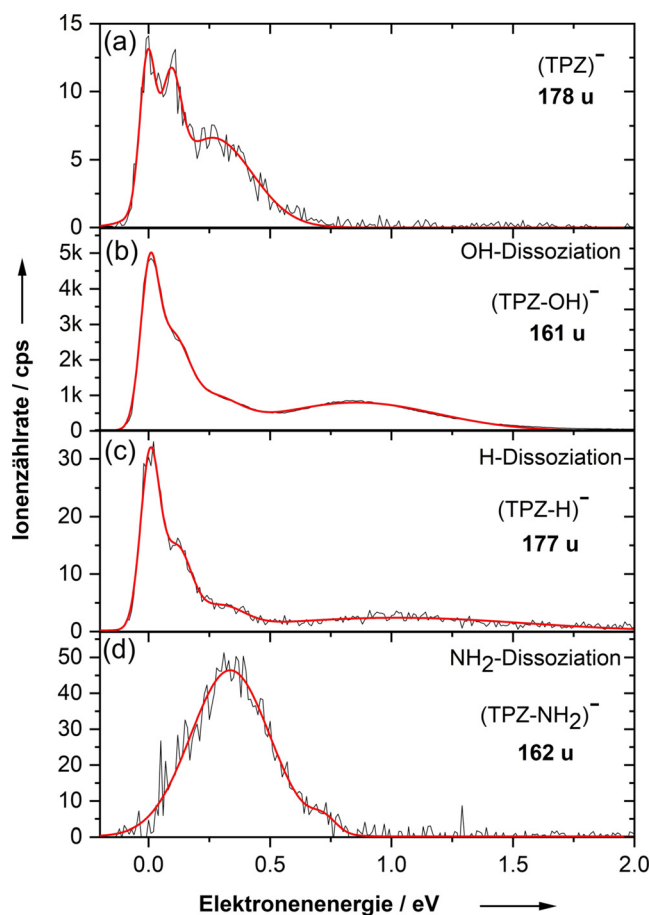 Ionenzählrate / cps
15
10
5
0
(a)
(TPZ)⁻
178 u
5k
4k
3k
2k
1k
0
(b)
OH-Dissoziation
(TPZ-OH)⁻
161 u
30
20
10
0
(c)
H-Dissoziation
(TPZ-H)⁻
177 u
50
40
30
20
10
0
(d)
NH₂-Dissoziation
(TPZ-NH₂)⁻
162 u
0.0 0.5 1.0 1.5 2.0
Elektronenenergie / eV